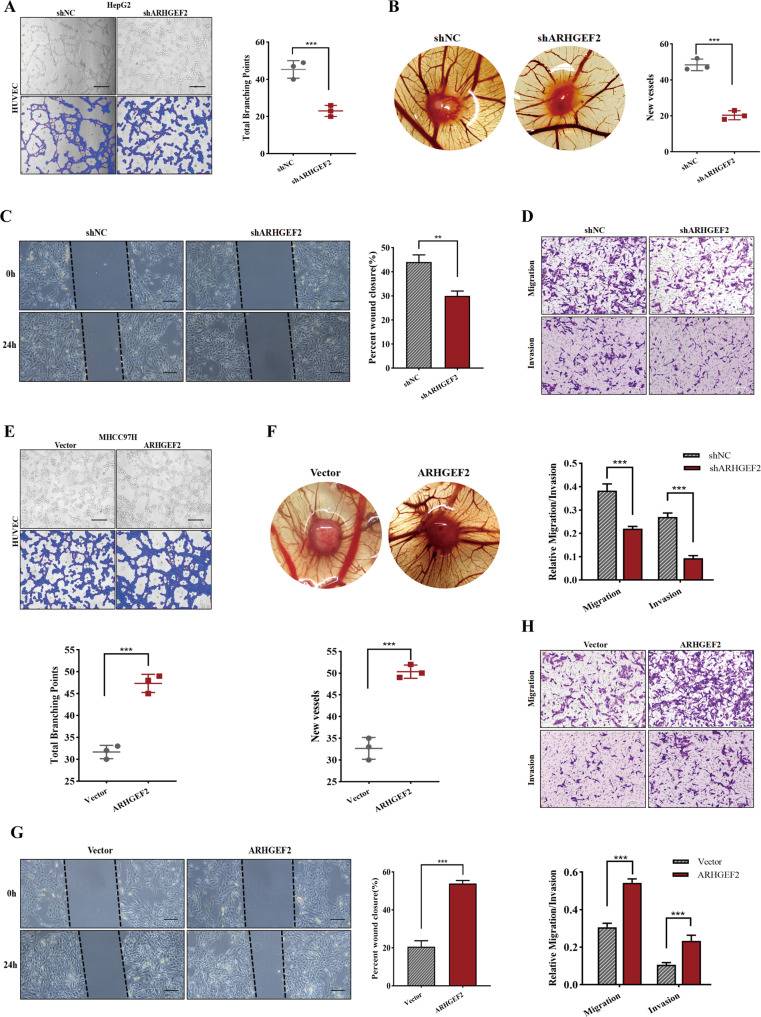 A
HepG2
shNC
shARHGEF2
HUVEC
Total Branching Points
60
40
20
0
***
shNC
shARHGEF2
B
shNC
shARHGEF2
New vessels
60
40
20
0
***
shNC
shARHGEF2
C
shNC
shARHGEF2
0h
24h
Percent wound closure(%)
50
40
30
20
10
0
**
shNC
shARHGEF2
D
shNC
shARHGEF2
Migration
Invasion
E
MHCC97H
Vector
ARHGEF2
HUVEC
F
Vector
ARHGEF2
shNC
shARHGEF2
Relative Migration/Invasion
0.5
0.4
0.3
0.2
0.1
0.0
***
***
Migration
Invasion
Total Branching Points
55
50
45
40
35
30
25
***
Vector
ARHGEF2
New vessels
55
50
45
40
35
30
25
***
Vector
ARHGEF2
H
Vector
ARHGEF2
Migration
Invasion
G
Vector
ARHGEF2
0h
24h
Percent wound closure(%)
60
40
20
0
***
Vector
ARHGEF2
Vector
ARHGEF2
Relative Migration/Invasion
0.6
0.4
0.2
0.0
***
***
Migration
Invasion